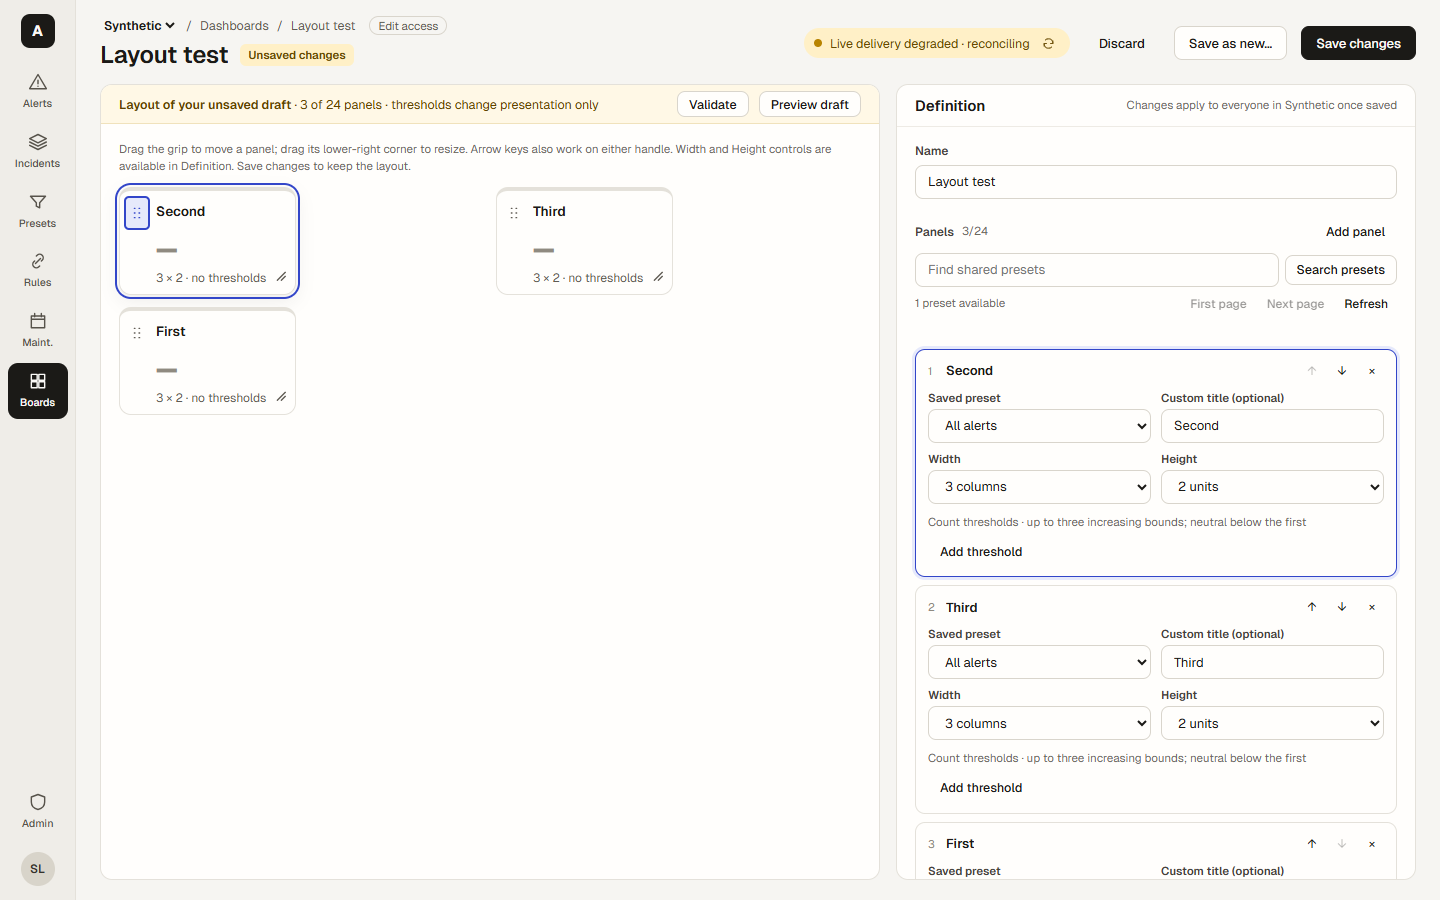 A
Alerts
Incidents
Presets
Rules
Maint.
Boards
Admin
SL
Synthetic / Dashboards / Layout test Edit access
Layout test Unsaved changes
Live delivery degraded · reconciling
Discard
Save as new...
Save changes
Layout of your unsaved draft · 3 of 24 panels · thresholds change presentation only
Validate
Preview draft
Drag the grip to move a panel; drag its lower-right corner to resize. Arrow keys also work on either handle. Width and Height controls are
available in Definition. Save changes to keep the layout.
Second
—
3 × 2 · no thresholds
Third
—
3 × 2 · no thresholds
First
—
3 × 2 · no thresholds
Definition
Changes apply to everyone in Synthetic once saved
Name
Layout test
Panels 3/24
Add panel
Find shared presets
Search presets
1 preset available
First page
Next page
Refresh
1 Second ↑ ↓ ×
Saved preset
Custom title (optional)
All alerts
Second
Width
Height
3 columns
2 units
Count thresholds · up to three increasing bounds; neutral below the first
Add threshold
2 Third ↑ ↓ ×
Saved preset
Custom title (optional)
All alerts
Third
Width
Height
3 columns
2 units
Count thresholds · up to three increasing bounds; neutral below the first
Add threshold
3 First ↑ ↓ ×
Saved preset
Custom title (optional)